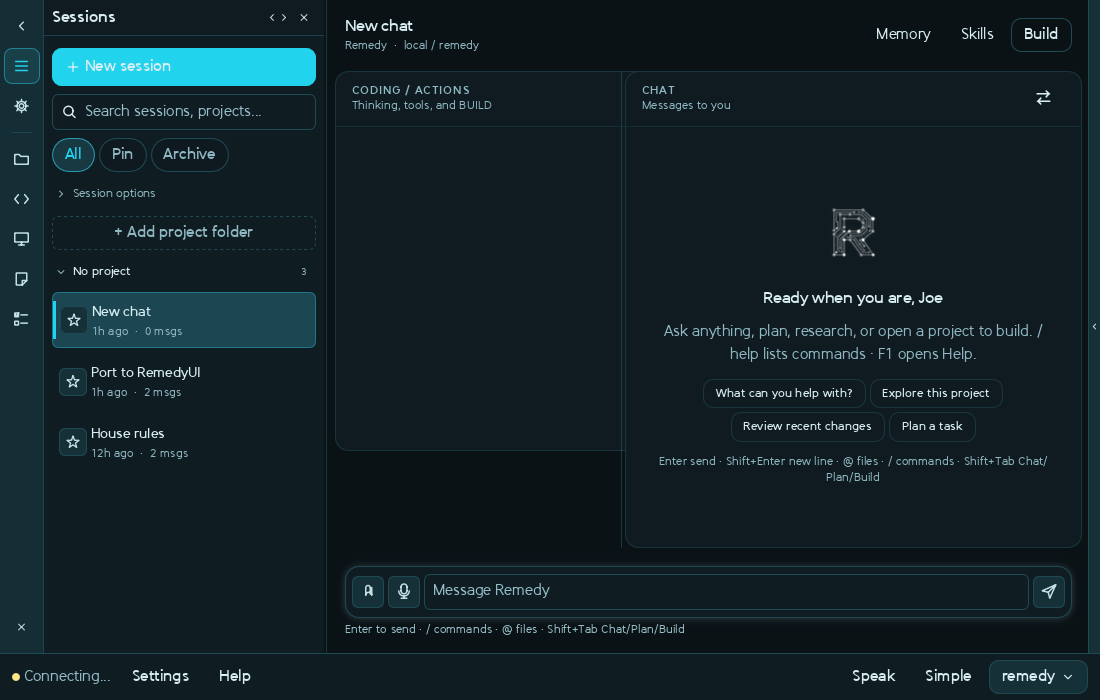 Sessions
New session
Search sessions, projects...
All
Pin
Archive
Session options
+ Add project folder
No project
3
New chat
1h ago · 0 msgs
Port to RemedyUI
1h ago · 2 msgs
House rules
12h ago · 2 msgs
New chat
Remedy · local / remedy
Memory
Skills
Build
CODING / ACTIONS
Thinking, tools, and BUILD
CHAT
Messages to you
R
Ready when you are, Joe
Ask anything, plan, research, or open a project to build. /
help lists commands · F1 opens Help.
What can you help with?
Explore this project
Review recent changes
Plan a task
Enter send · Shift+Enter new line · @ files · / commands · Shift+Tab Chat/
Plan/Build
Message Remedy
Enter to send · / commands · @ files · Shift+Tab Chat/Plan/Build
Connecting...
Settings
Help
Speak
Simple
remedy